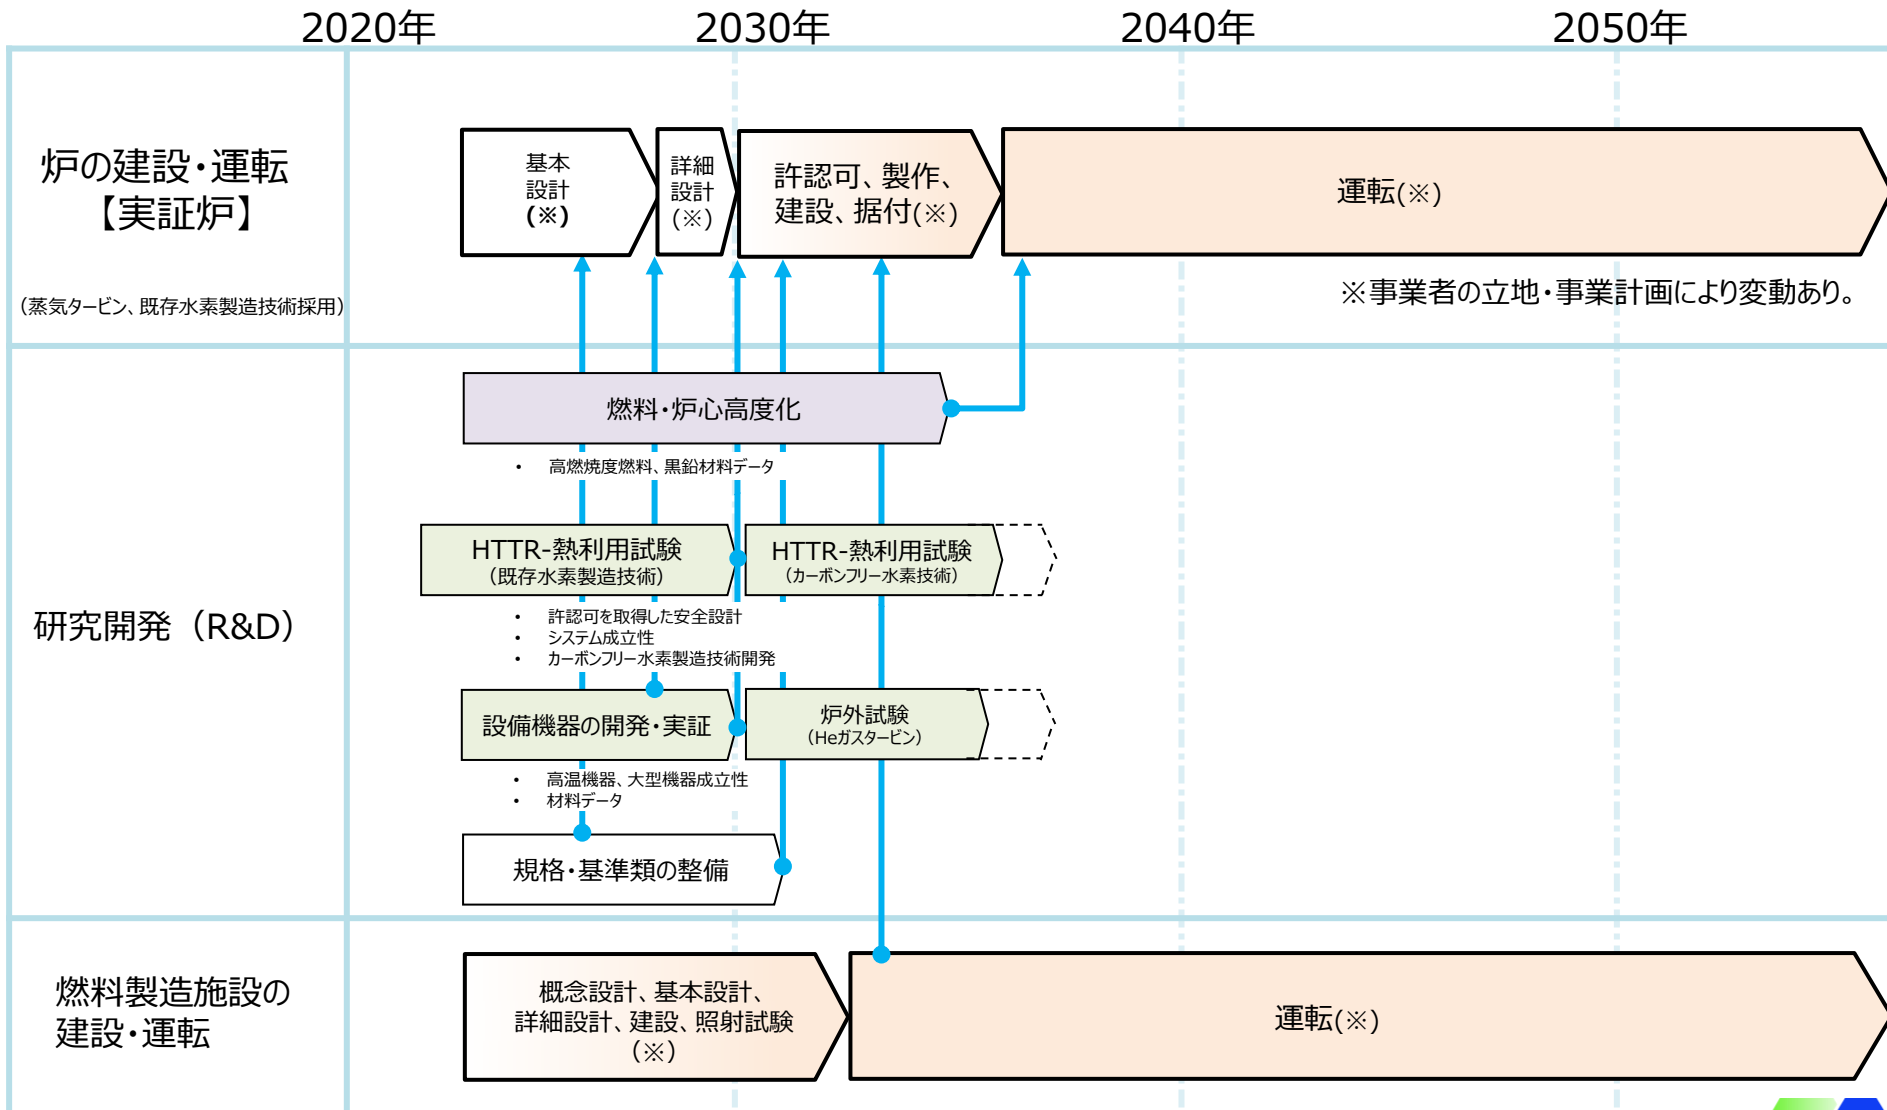 2020年 2030年 2040年 2050年
炉の建設・運転
【実証炉】
(蒸気タービン、既存水素製造技術採用)
基本
設計
(※)
詳細
設計
(※)
許認可、製作、
建設、据付(※)
運転(※)
※事業者の立地・事業計画により変動あり。
研究開発(R&D)
燃料・炉心高度化
• 高燃焼度燃料、黒鉛材料データ
HTTR-熱利用試験
(既存水素製造技術)
HTTR-熱利用試験
(カーボンフリー水素技術)
• 許認可を取得した安全設計
• システム成立性
• カーボンフリー水素製造技術開発
設備機器の開発・実証
炉外試験
(Heガスタービン)
• 高温機器、大型機器成立性
• 材料データ
規格・基準類の整備
燃料製造施設の
建設・運転
概念設計、基本設計、
詳細設計、建設、照射試験
(※)
運転(※)